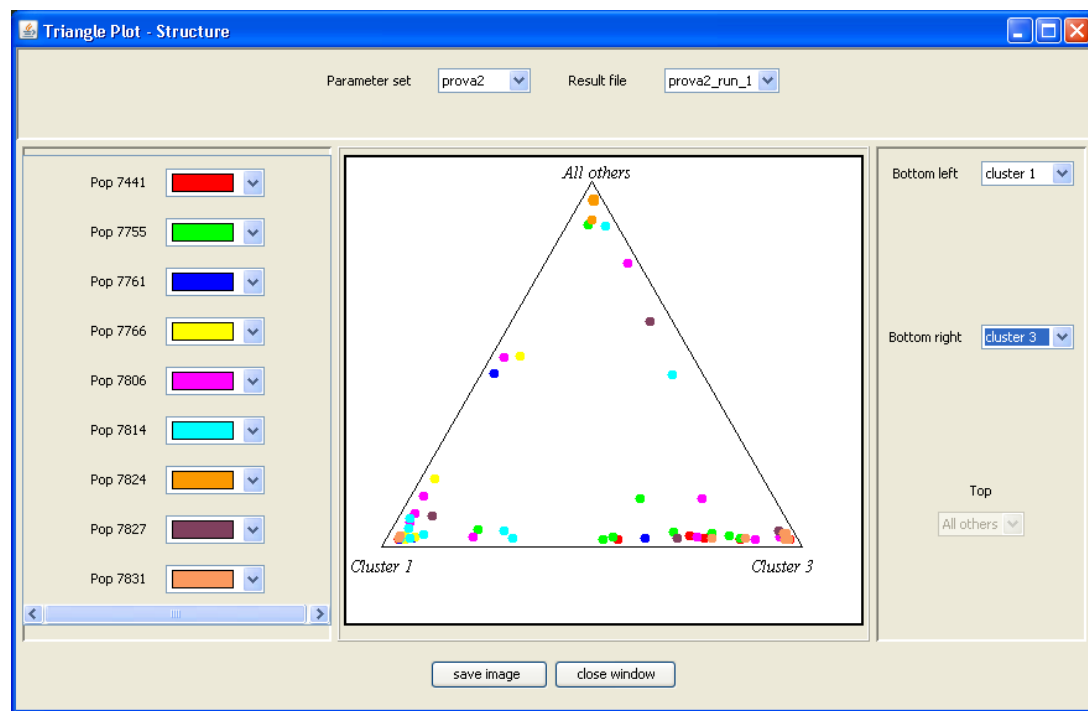 Triangle Plot - Structure
Parameter set prova2 Result file prova2_run_1
Pop 7441
Pop 7755
Pop 7761
Pop 7766
Pop 7806
Pop 7814
Pop 7824
Pop 7827
Pop 7831
All others
Cluster 1 Cluster 3
Bottom left cluster 1
Bottom right cluster 3
Top
All others
save image close window